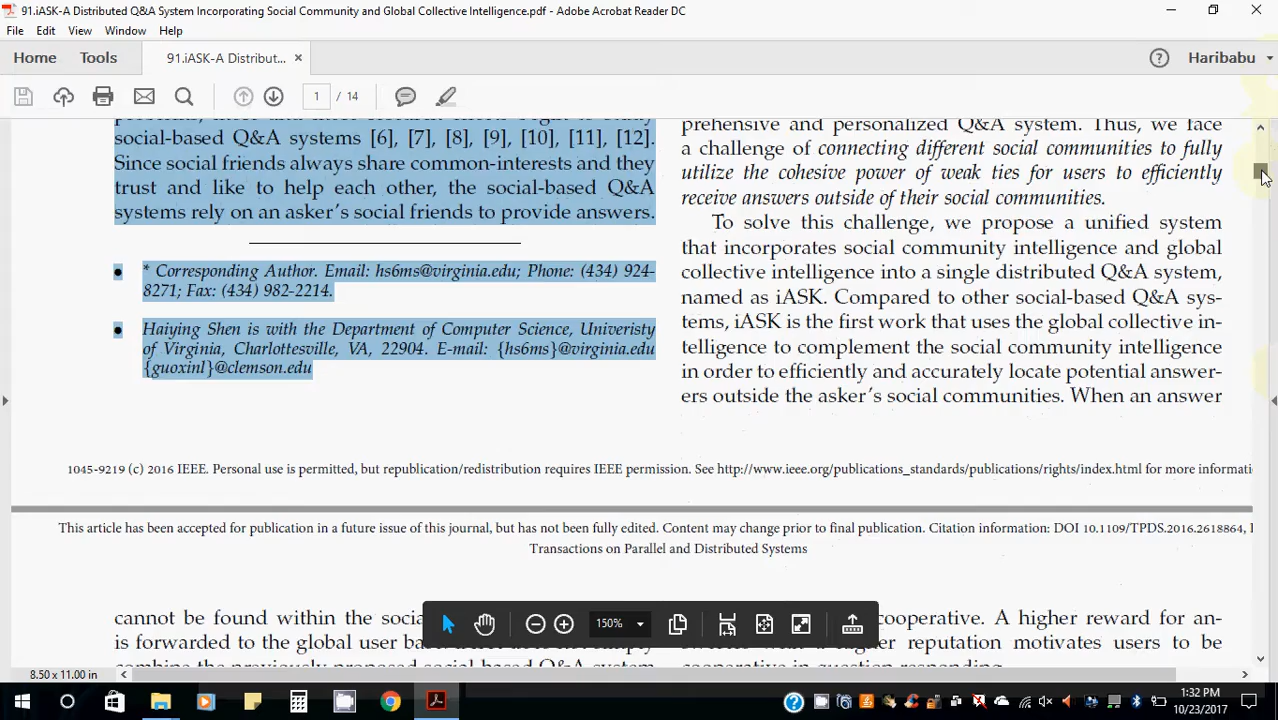 91.iASK-A Distributed Q&A System Incorporating Social Community and Global Collective Intelligence.pdf - Adobe Acrobat Reader DC
File Edit View Window Help
Home Tools 91.iASK-A Distribut... × ? Haribabu
1 / 14
social-based Q&A systems [6], [7], [8], [9], [10], [11], [12].
Since social friends always share common-interests and they
trust and like to help each other, the social-based Q&A
systems rely on an asker's social friends to provide answers.
• * Corresponding Author. Email: hs6ms@virginia.edu; Phone: (434) 924-
8271; Fax: (434) 982-2214.
• Haiying Shen is with the Department of Computer Science, Univeristy
of Virginia, Charlottesville, VA, 22904. E-mail: {hs6ms}@virginia.edu
{guoxinl}@clemson.edu
prehensive and personalized Q&A system. Thus, we face
a challenge of connecting different social communities to fully
utilize the cohesive power of weak ties for users to efficiently
receive answers outside of their social communities.
To solve this challenge, we propose a unified system
that incorporates social community intelligence and global
collective intelligence into a single distributed Q&A system,
named as iASK. Compared to other social-based Q&A sys-
tems, iASK is the first work that uses the global collective in-
telligence to complement the social community intelligence
in order to efficiently and accurately locate potential answer-
ers outside the asker's social communities. When an answer
1045-9219 (c) 2016 IEEE. Personal use is permitted, but republication/redistribution requires IEEE permission. See http://www.ieee.org/publications_standards/publications/rights/index.html for more informati
This article has been accepted for publication in a future issue of this journal, but has not been fully edited. Content may change prior to final publication. Citation information: DOI 10.1109/TPDS.2016.2618864,
Transactions on Parallel and Distributed Systems
cannot be found within the soci
is forwarded to the global user
cooperative. A higher reward for an-
reputation motivates users to be
cooperative in question responding.
150%
8.50 x 11.00 in
1:32 PM
10/23/2017